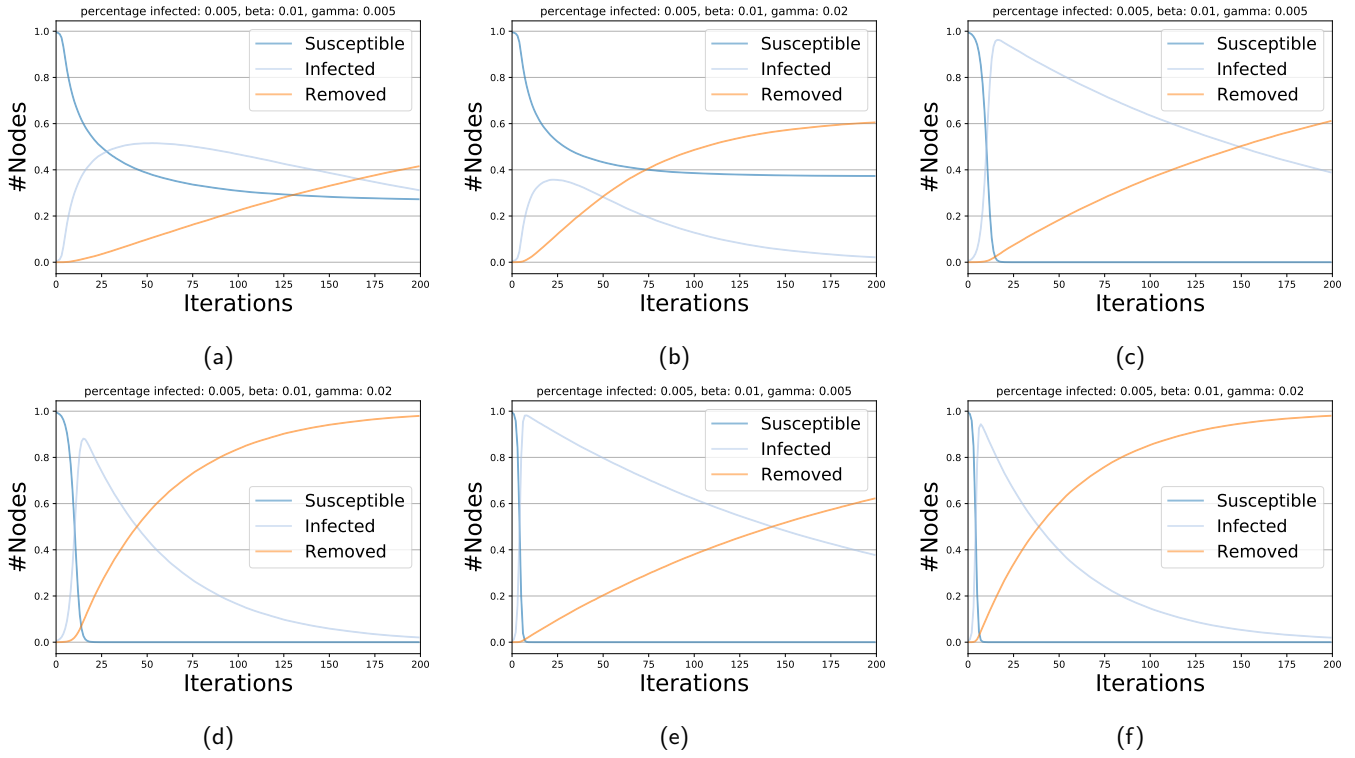 percentage infected: 0.005, beta: 0.01, gamma: 0.005
1.0
0.8
0.6
0.4
0.2
0.0
#Nodes
Susceptible
Infected
Removed
0 25 50 75 100 125 150 175 200
Iterations
(a)
percentage infected: 0.005, beta: 0.01, gamma: 0.02
1.0
0.8
0.6
0.4
0.2
0.0
#Nodes
Susceptible
Infected
Removed
0 25 50 75 100 125 150 175 200
Iterations
(b)
percentage infected: 0.005, beta: 0.01, gamma: 0.005
1.0
0.8
0.6
0.4
0.2
0.0
#Nodes
Susceptible
Infected
Removed
0 25 50 75 100 125 150 175 200
Iterations
(c)
percentage infected: 0.005, beta: 0.01, gamma: 0.02
1.0
0.8
0.6
0.4
0.2
0.0
#Nodes
Susceptible
Infected
Removed
0 25 50 75 100 125 150 175 200
Iterations
(d)
percentage infected: 0.005, beta: 0.01, gamma: 0.005
1.0
0.8
0.6
0.4
0.2
0.0
#Nodes
Susceptible
Infected
Removed
0 25 50 75 100 125 150 175 200
Iterations
(e)
percentage infected: 0.005, beta: 0.01, gamma: 0.02
1.0
0.8
0.6
0.4
0.2
0.0
#Nodes
Susceptible
Infected
Removed
0 25 50 75 100 125 150 175 200
Iterations
(f)